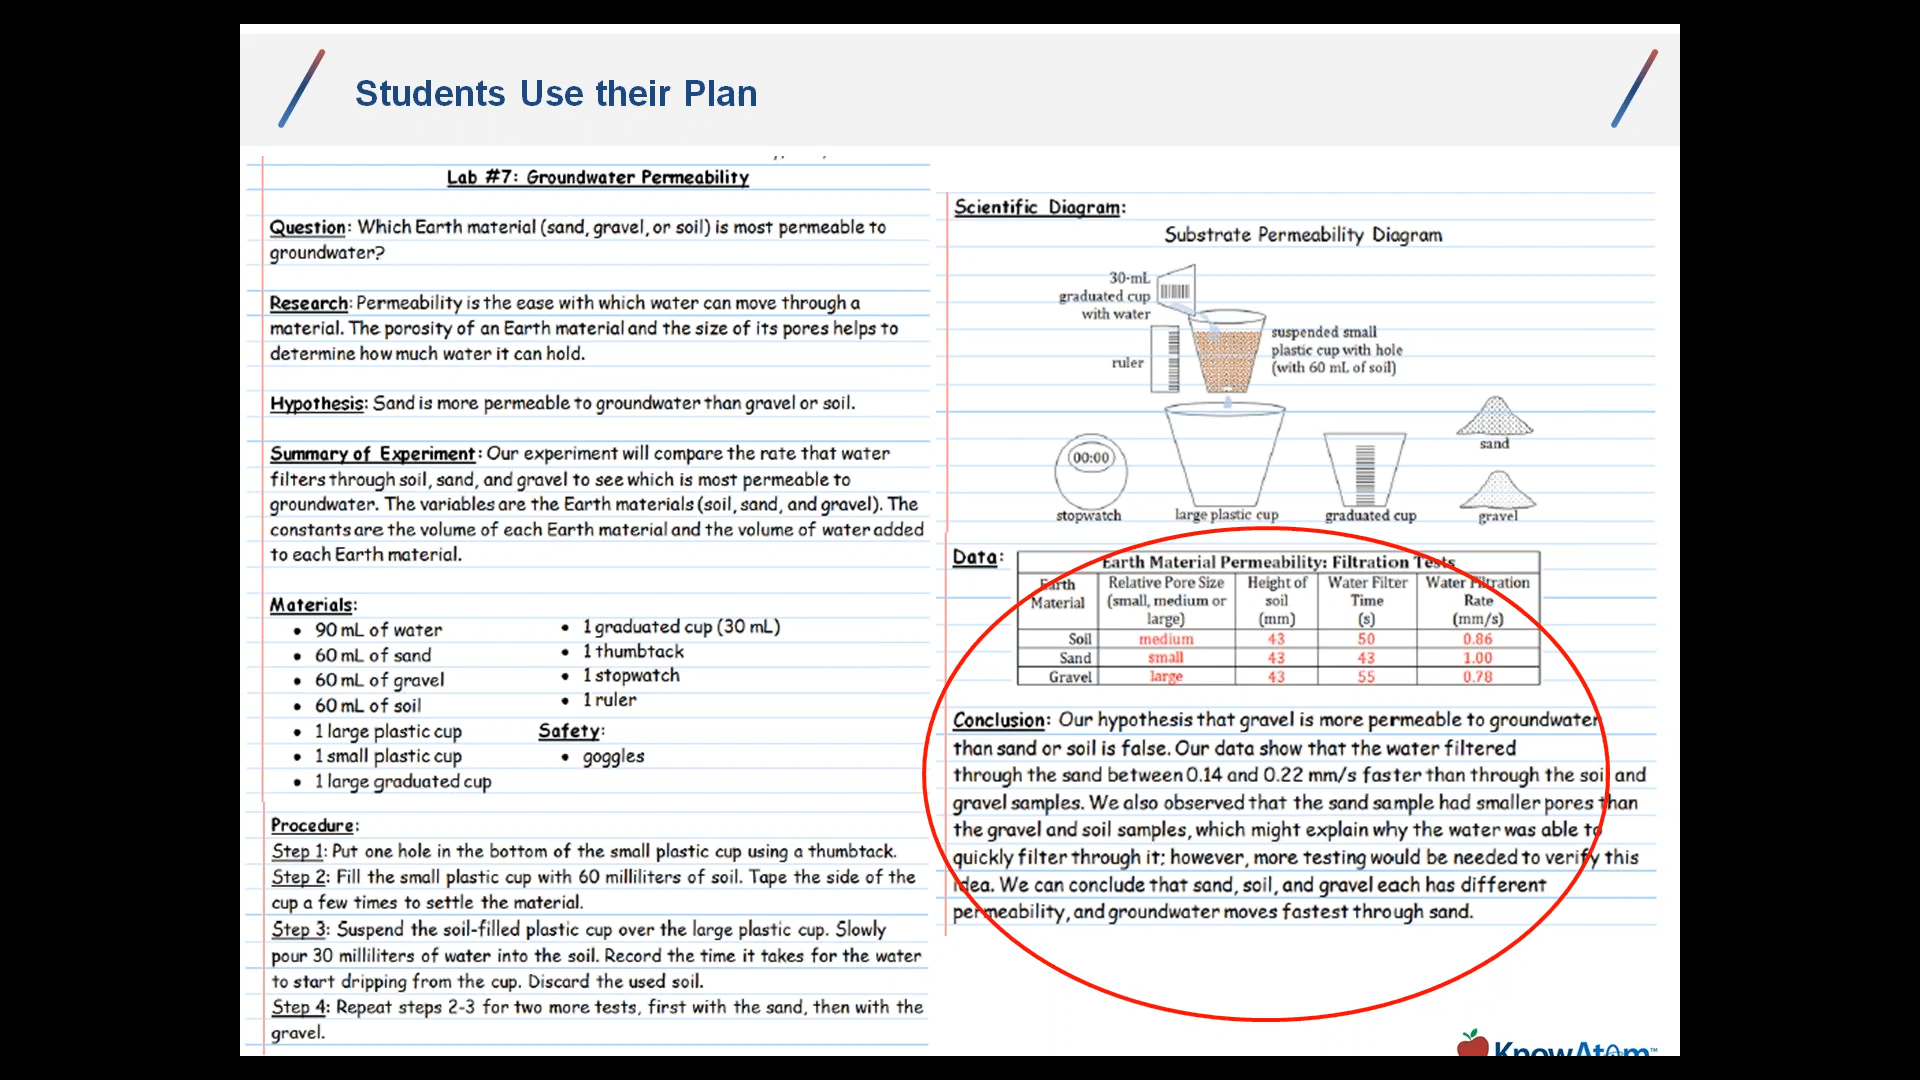 Students Use their Plan
Lab #7: Groundwater Permeability
Question: Which Earth material (sand, gravel, or soil) is most permeable to
groundwater?
Research: Permeability is the ease with which water can move through a
material. The porosity of an Earth material and the size of its pores helps to
determine how much water it can hold.
Hypothesis: Sand is more permeable to groundwater than gravel or soil.
Summary of Experiment: Our experiment will compare the rate that water
filters through soil, sand, and gravel to see which is most permeable to
groundwater. The variables are the Earth materials (soil, sand, and gravel). The
constants are the volume of each Earth material and the volume of water added
to each Earth material.
Materials:
• 90 mL of water
• 60 mL of sand
• 60 mL of gravel
• 60 mL of soil
• 1 large plastic cup
• 1 small plastic cup
• 1 large graduated cup
• 1 graduated cup (30 mL)
• 1 thumbtack
• 1 stopwatch
• 1 ruler
Safety:
• goggles
Procedure:
Step 1: Put one hole in the bottom of the small plastic cup using a thumbtack.
Step 2: Fill the small plastic cup with 60 milliliters of soil. Tape the side of the
cup a few times to settle the material.
Step 3: Suspend the soil-filled plastic cup over the large plastic cup. Slowly
pour 30 milliliters of water into the soil. Record the time it takes for the water
to start dripping from the cup. Discard the used soil.
Step 4: Repeat steps 2-3 for two more tests, first with the sand, then with the
gravel.
Scientific Diagram:
Substrate Permeability Diagram
30-mL
graduated cup
with water
ruler
suspended small
plastic cup with hole
(with 60 mL of soil)
00:00
stopwatch
large plastic cup
graduated cup
sand
gravel
Data:
Earth Material Permeability: Filtration Tests
Earth Material Relative Pore Size (small, medium or large) Height of soil (mm) Water Filter Time (s) Water Filtration Rate (mm/s)
Soil medium 43 50 0.86
Sand small 43 43 1.00
Gravel large 43 55 0.78
Conclusion: Our hypothesis that gravel is more permeable to groundwater
than sand or soil is false. Our data show that the water filtered
through the sand between 0.14 and 0.22 mm/s faster than through the soil and
gravel samples. We also observed that the sand sample had smaller pores than
the gravel and soil samples, which might explain why the water was able to
quickly filter through it; however, more testing would be needed to verify this
idea. We can conclude that sand, soil, and gravel each has different
permeability, and groundwater moves fastest through sand.
KnowAtom™